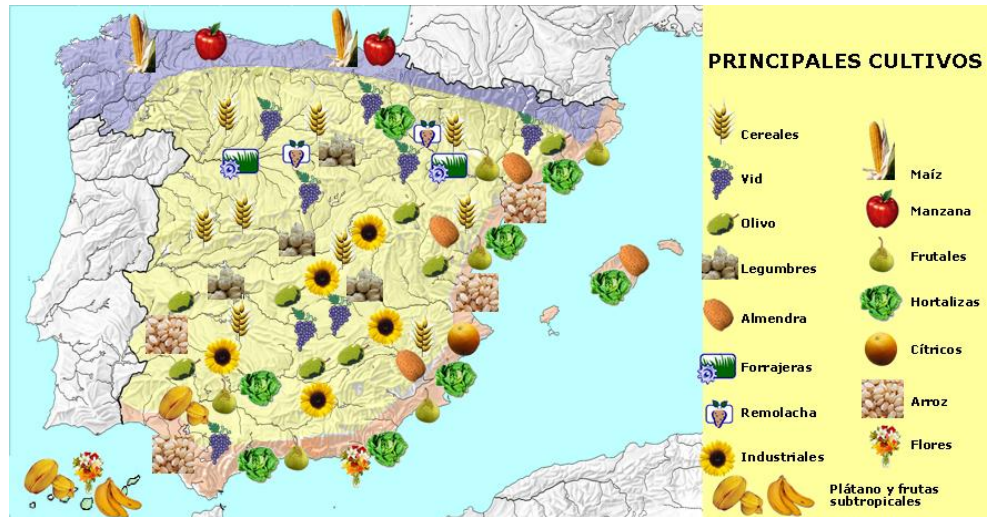 PRINCIPALES CULTIVOS
Cereales
Vid
Olivo
Legumbres
Almendra
Forrajeras
Remolacha
Industriales
Maíz
Manzana
Frutales
Hortalizas
Cítricos
Arroz
Flores
Plátano y frutas
subtropicales